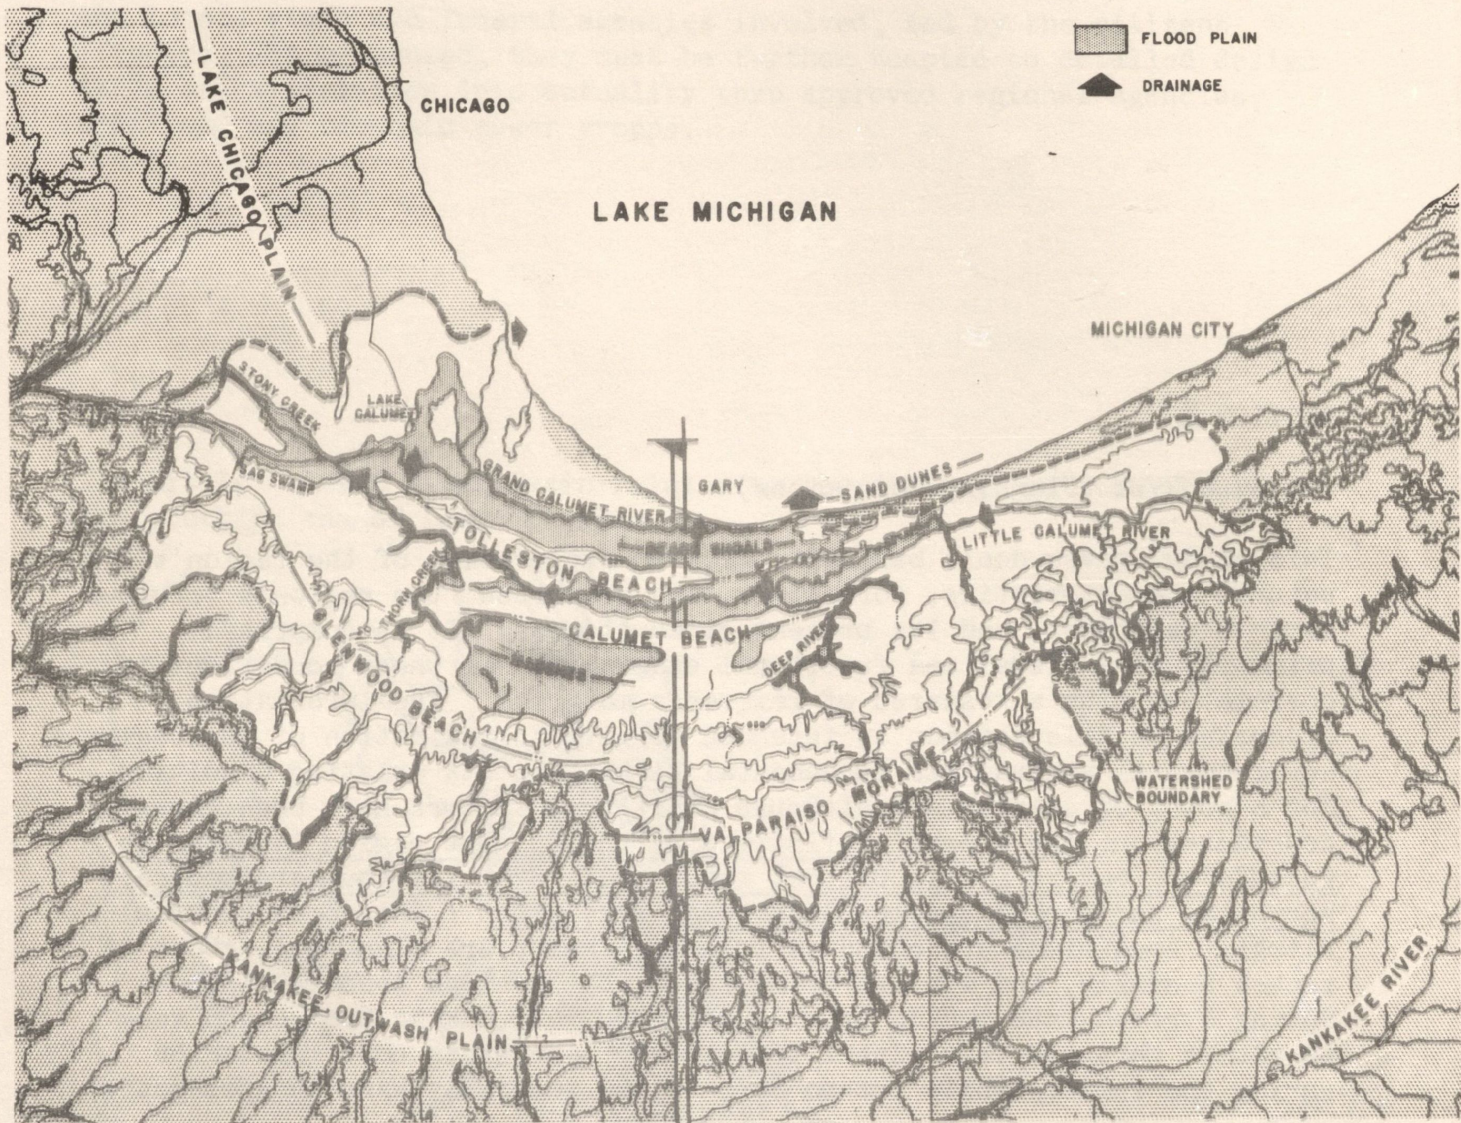 FLOOD PLAIN
DRAINAGE
CHICAGO
LAKE CHICAGO PLAIN
LAKE MICHIGAN
MICHIGAN CITY
STONY CREEK
LAKE
CALUMET
SAG SWAMP
GRAND CALUMET RIVER
GARY
SAND DUNES
LITTLE CALUMET RIVER
BEACH SHOALS
TOLLESTON BEACH
THORN CREEK
CALUMET BEACH
DEEP RIVER
GLENWOOD BEACH
VALPARAISO MORAINE
WATERSHED
BOUNDARY
KANKAKEE OUTWASH PLAIN
KANKAKEE RIVER